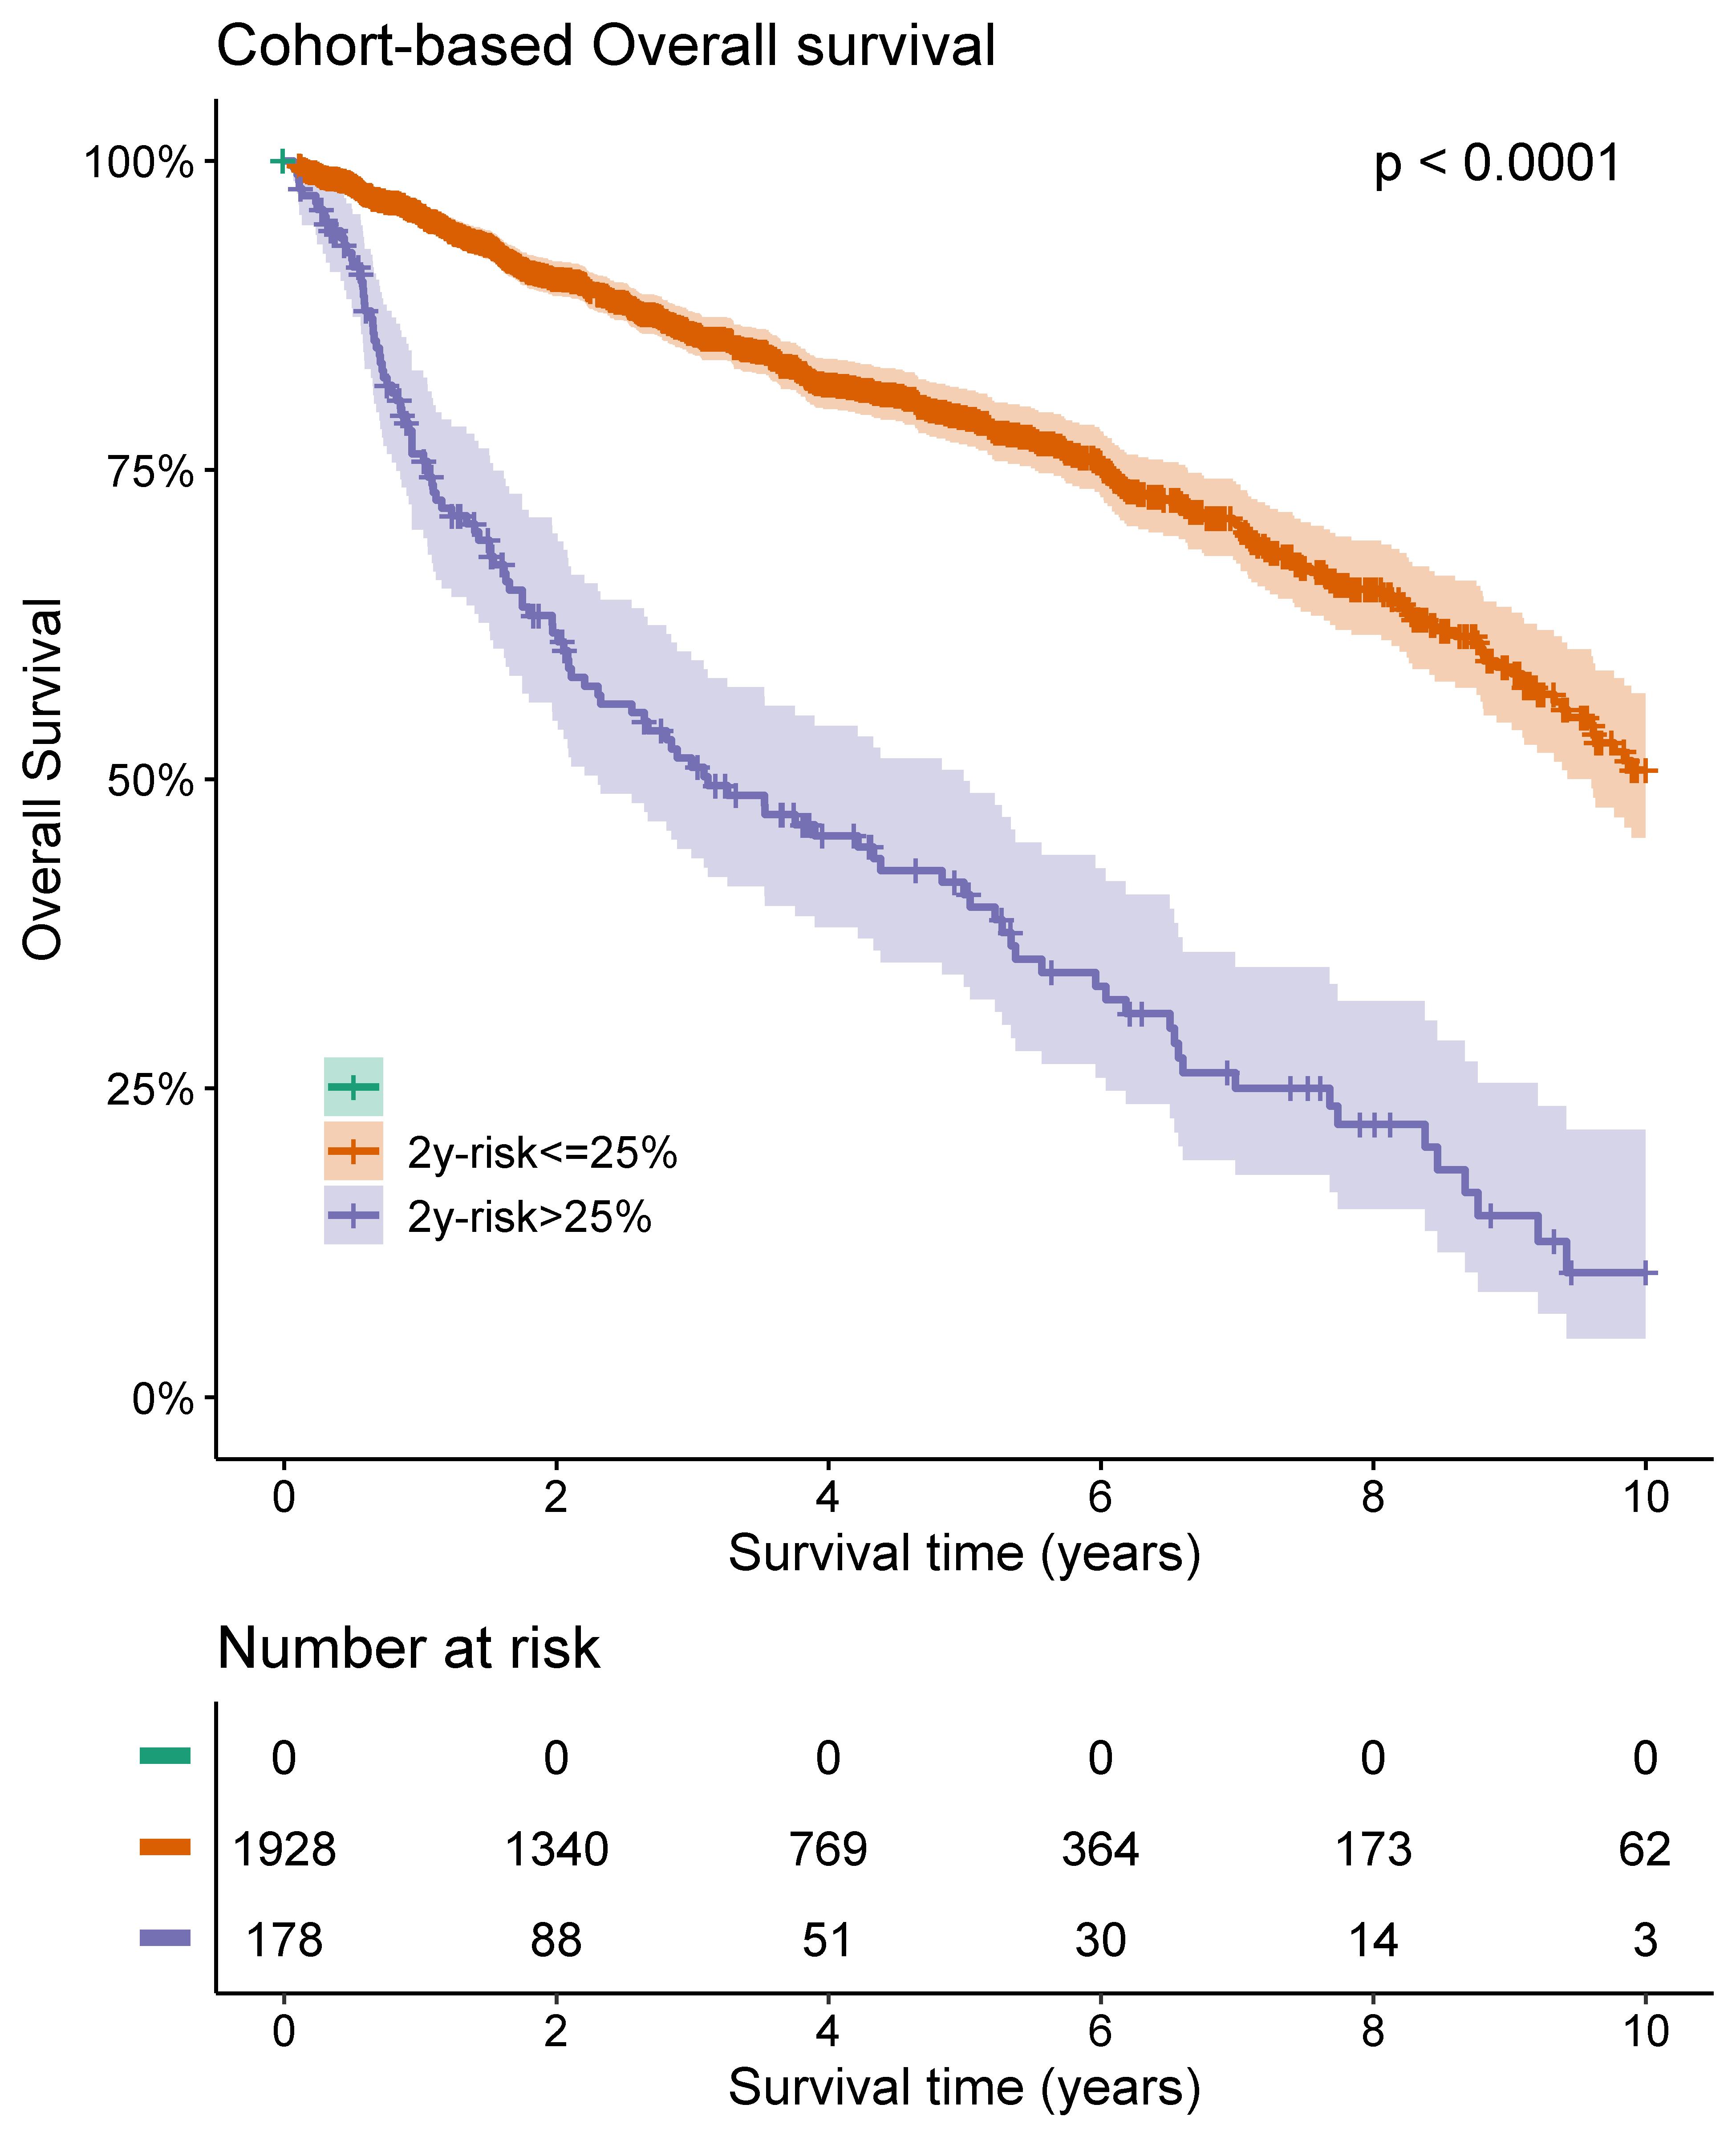 Cohort-based Overall survival
p < 0.0001
100%
75%
50%
25%
0%
Overall Survival
2y-risk<=25%
2y-risk>25%
0 2 4 6 8 10
Survival time (years)
Number at risk
0 0 0 0 0 0
1928 1340 769 364 173 62
178 88 51 30 14 3
0 2 4 6 8 10
Survival time (years)